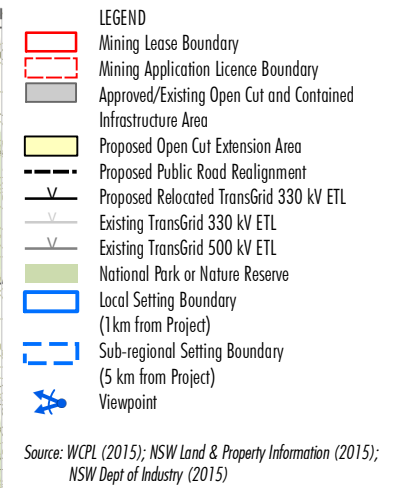 LEGEND
Mining Lease Boundary
Mining Application Licence Boundary
Approved/Existing Open Cut and Contained
Infrastructure Area
Proposed Open Cut Extension Area
Proposed Public Road Realignment
Proposed Relocated TransGrid 330 kV ETL
Existing TransGrid 330 kV ETL
Existing TransGrid 500 kV ETL
National Park or Nature Reserve
Local Setting Boundary
(1km from Project)
Sub-regional Setting Boundary
(5 km from Project)
Viewpoint
Source: WCPL (2015); NSW Land & Property Information (2015);
NSW Dept of Industry (2015)